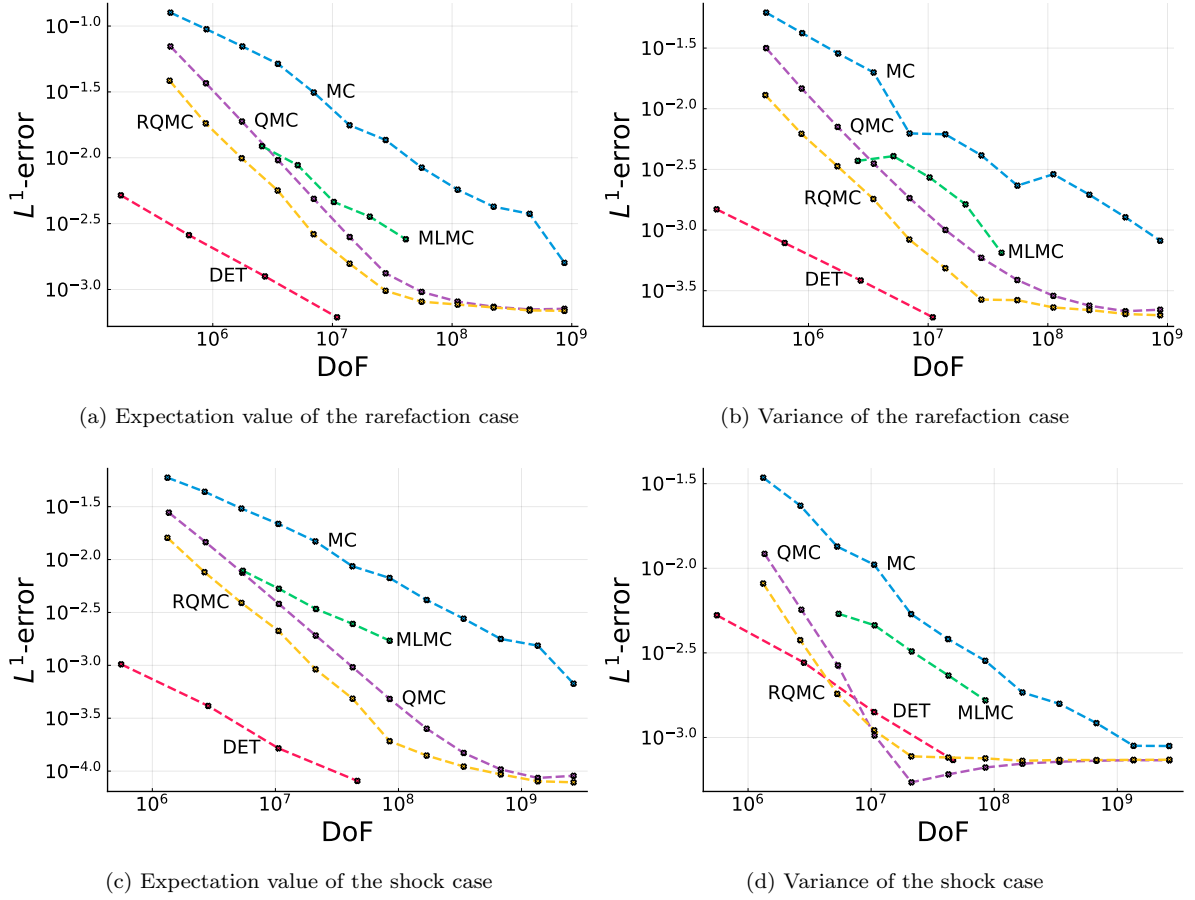 10^{-1.0}
10^{-1.5}
10^{-2.0}
10^{-2.5}
10^{-3.0}
L^1-error
MC
QMC
RQMC
MLMC
DET
10^6
10^7
10^8
10^9
DoF
(a) Expectation value of the rarefaction case
10^{-1.5}
10^{-2.0}
10^{-2.5}
10^{-3.0}
10^{-3.5}
L^1-error
MC
QMC
RQMC
MLMC
DET
10^6
10^7
10^8
10^9
DoF
(b) Variance of the rarefaction case
10^{-1.5}
10^{-2.0}
10^{-2.5}
10^{-3.0}
10^{-3.5}
10^{-4.0}
L^1-error
MC
RQMC
MLMC
QMC
DET
10^6
10^7
10^8
10^9
DoF
(c) Expectation value of the shock case
10^{-1.5}
10^{-2.0}
10^{-2.5}
10^{-3.0}
L^1-error
QMC
MC
RQMC
DET
MLMC
10^6
10^7
10^8
10^9
DoF
(d) Variance of the shock case